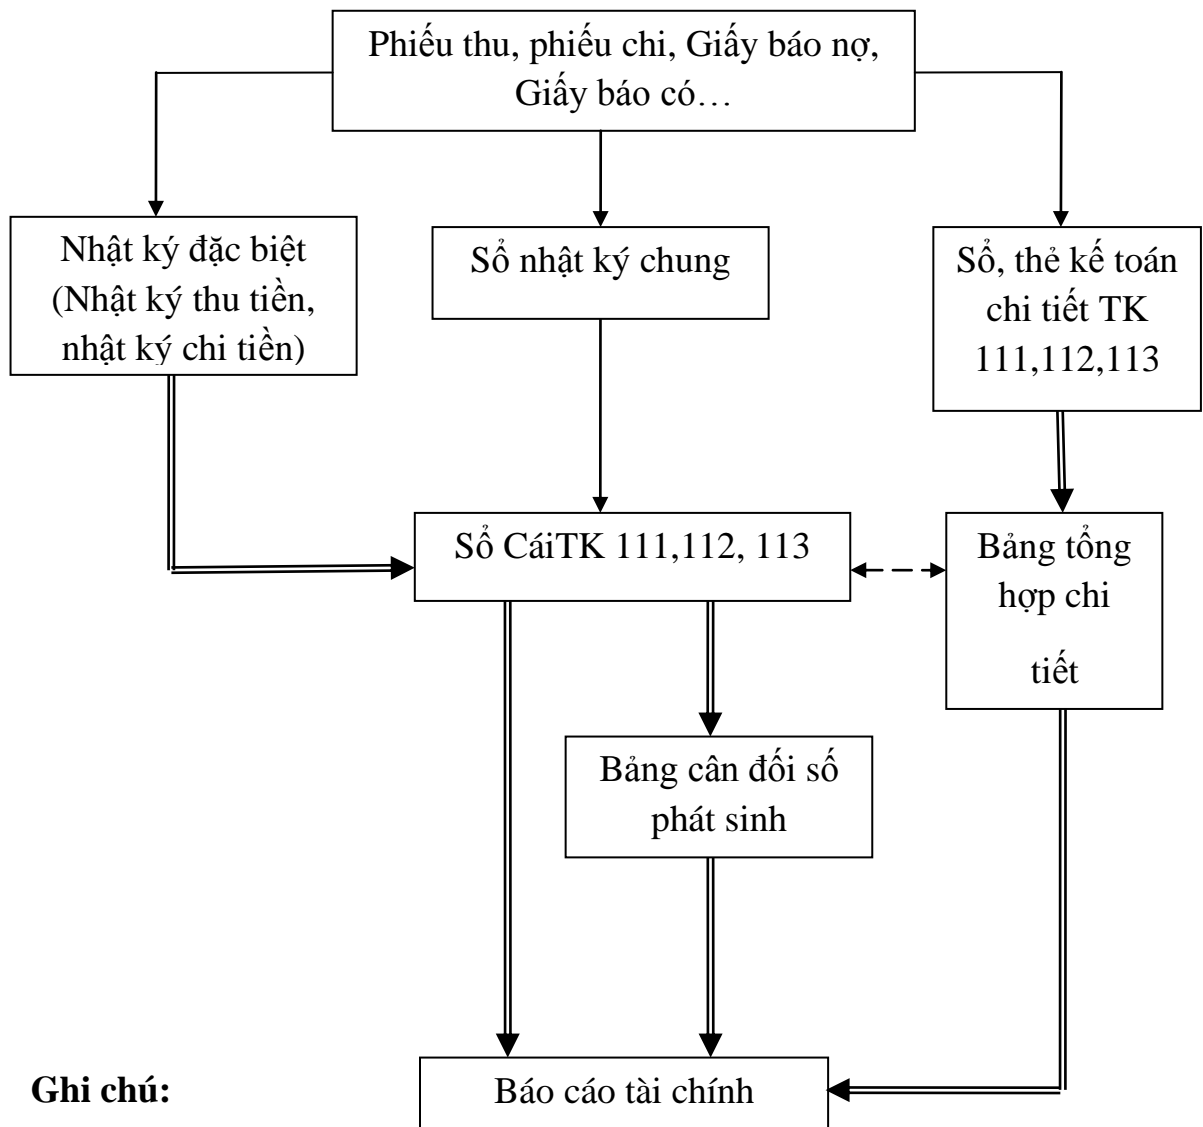 Phiếu thu, phiếu chi, Giấy báo nợ,
Giấy báo có…
Nhật ký đặc biệt
(Nhật ký thu tiền,
nhật ký chi tiền)
Sổ nhật ký chung
Sổ, thẻ kế toán
chi tiết TK
111,112,113
Sổ CáiTK 111,112, 113
Bảng tổng
hợp chi
tiết
Bảng cân đối số
phát sinh
Ghi chú:
Báo cáo tài chính